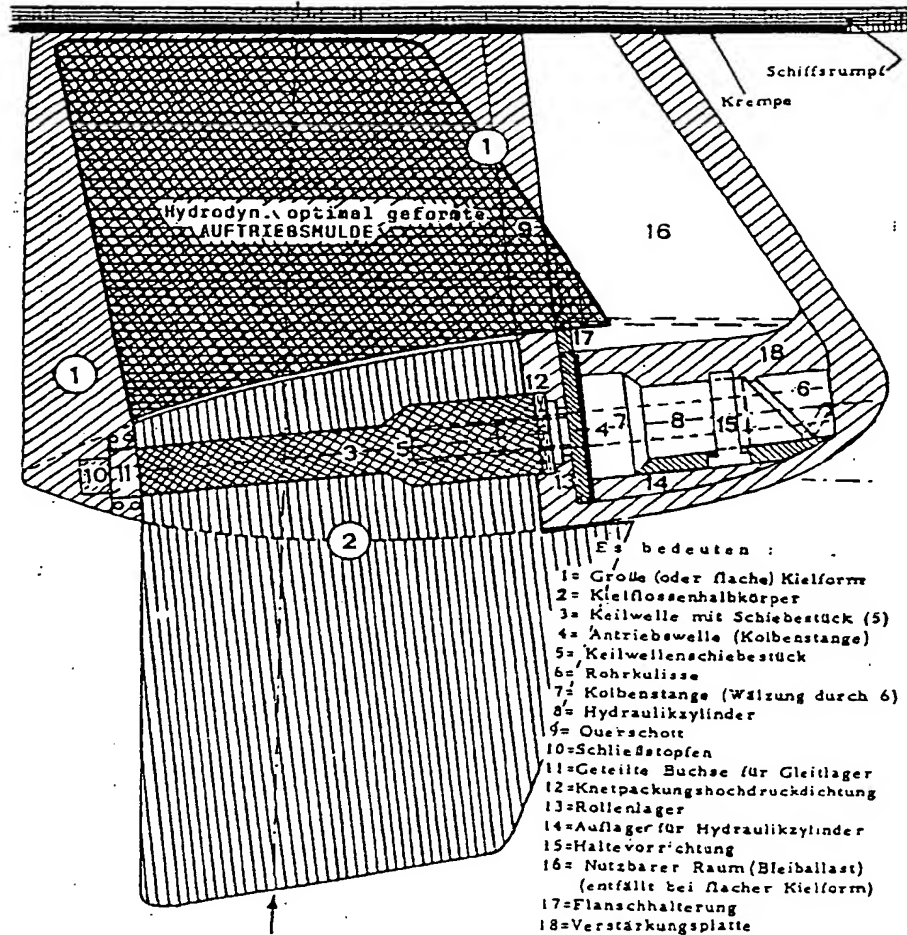 Schiffsrumpf
Krempe
1
Hydrodyn. optimal geformte
AUFTRIEBSMULDE
9
16
17
18
1
12
6
4
7
8
15
3
5
10
11
13
14
2
Es bedeuten :
1= Große (oder flache) Kielform
2= Kielflossenhalbkörper
3= Keilwelle mit Schiebestück (5)
4= Antriebswelle (Kolbenstange)
5= Keilwellenschiebestück
6= Rohrkulisse
7= Kolbenstange (Wälzung durch 6)
8= Hydraulikzylinder
9= Querschott
10=Schließstopfen
11=Geteilte Buchse für Gleitlager
12=Knetpackungshochdruckdichtung
13=Rollenlager
14=Auflager für Hydraulikzylinder
15=Haltevorrichtung
16= Nutzbarer Raum (Bleiballast)
(entfällt bei flacher Kielform)
17=Flanschhalterung
18=Verstärkungsplatte